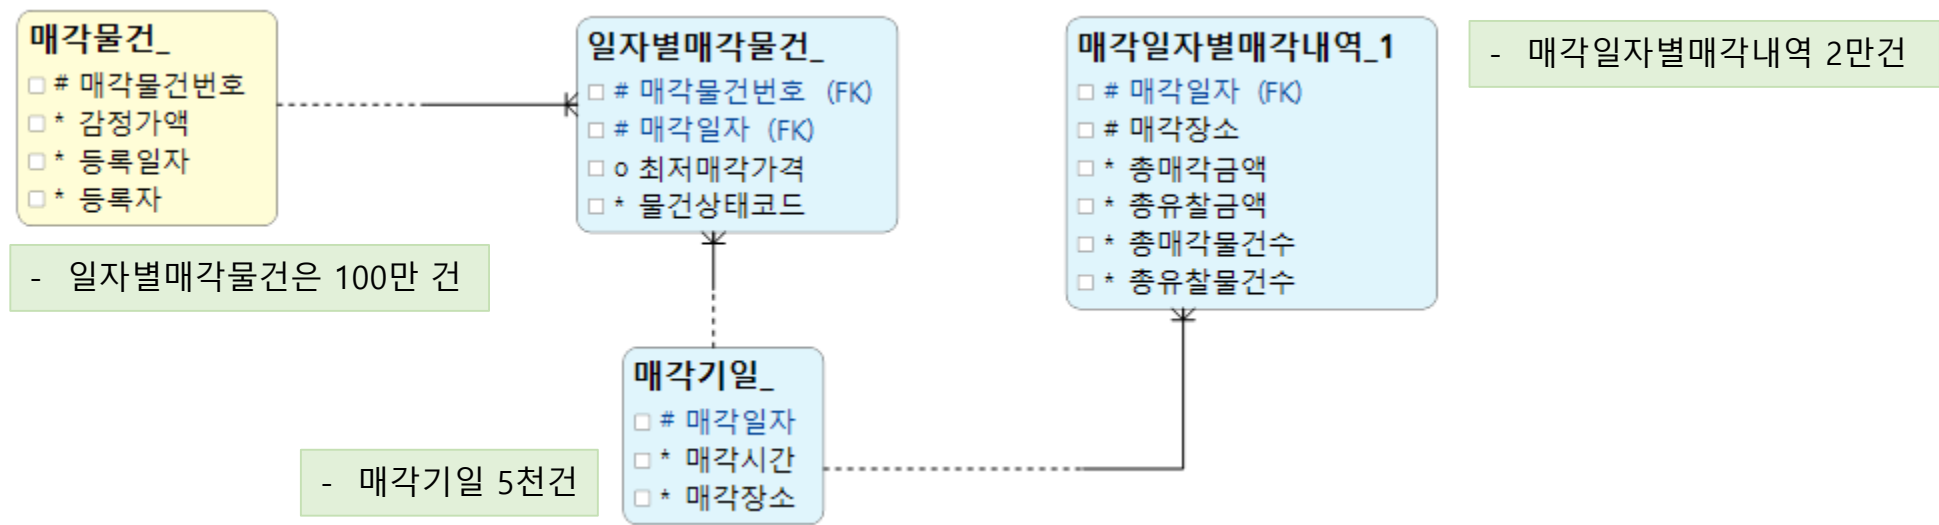 매각물건_
# 매각물건번호
* 감정가액
* 등록일자
* 등록자
- 일자별매각물건은 100만 건
일자별매각물건_
# 매각물건번호 (FK)
# 매각일자 (FK)
o 최저매각가격
* 물건상태코드
매각일자별매각내역_1
# 매각일자 (FK)
# 매각장소
* 총매각금액
* 총유찰금액
* 총매각물건수
* 총유찰물건수
- 매각일자별매각내역 2만건
매각기일_
# 매각일자
* 매각시간
* 매각장소
- 매각기일 5천건